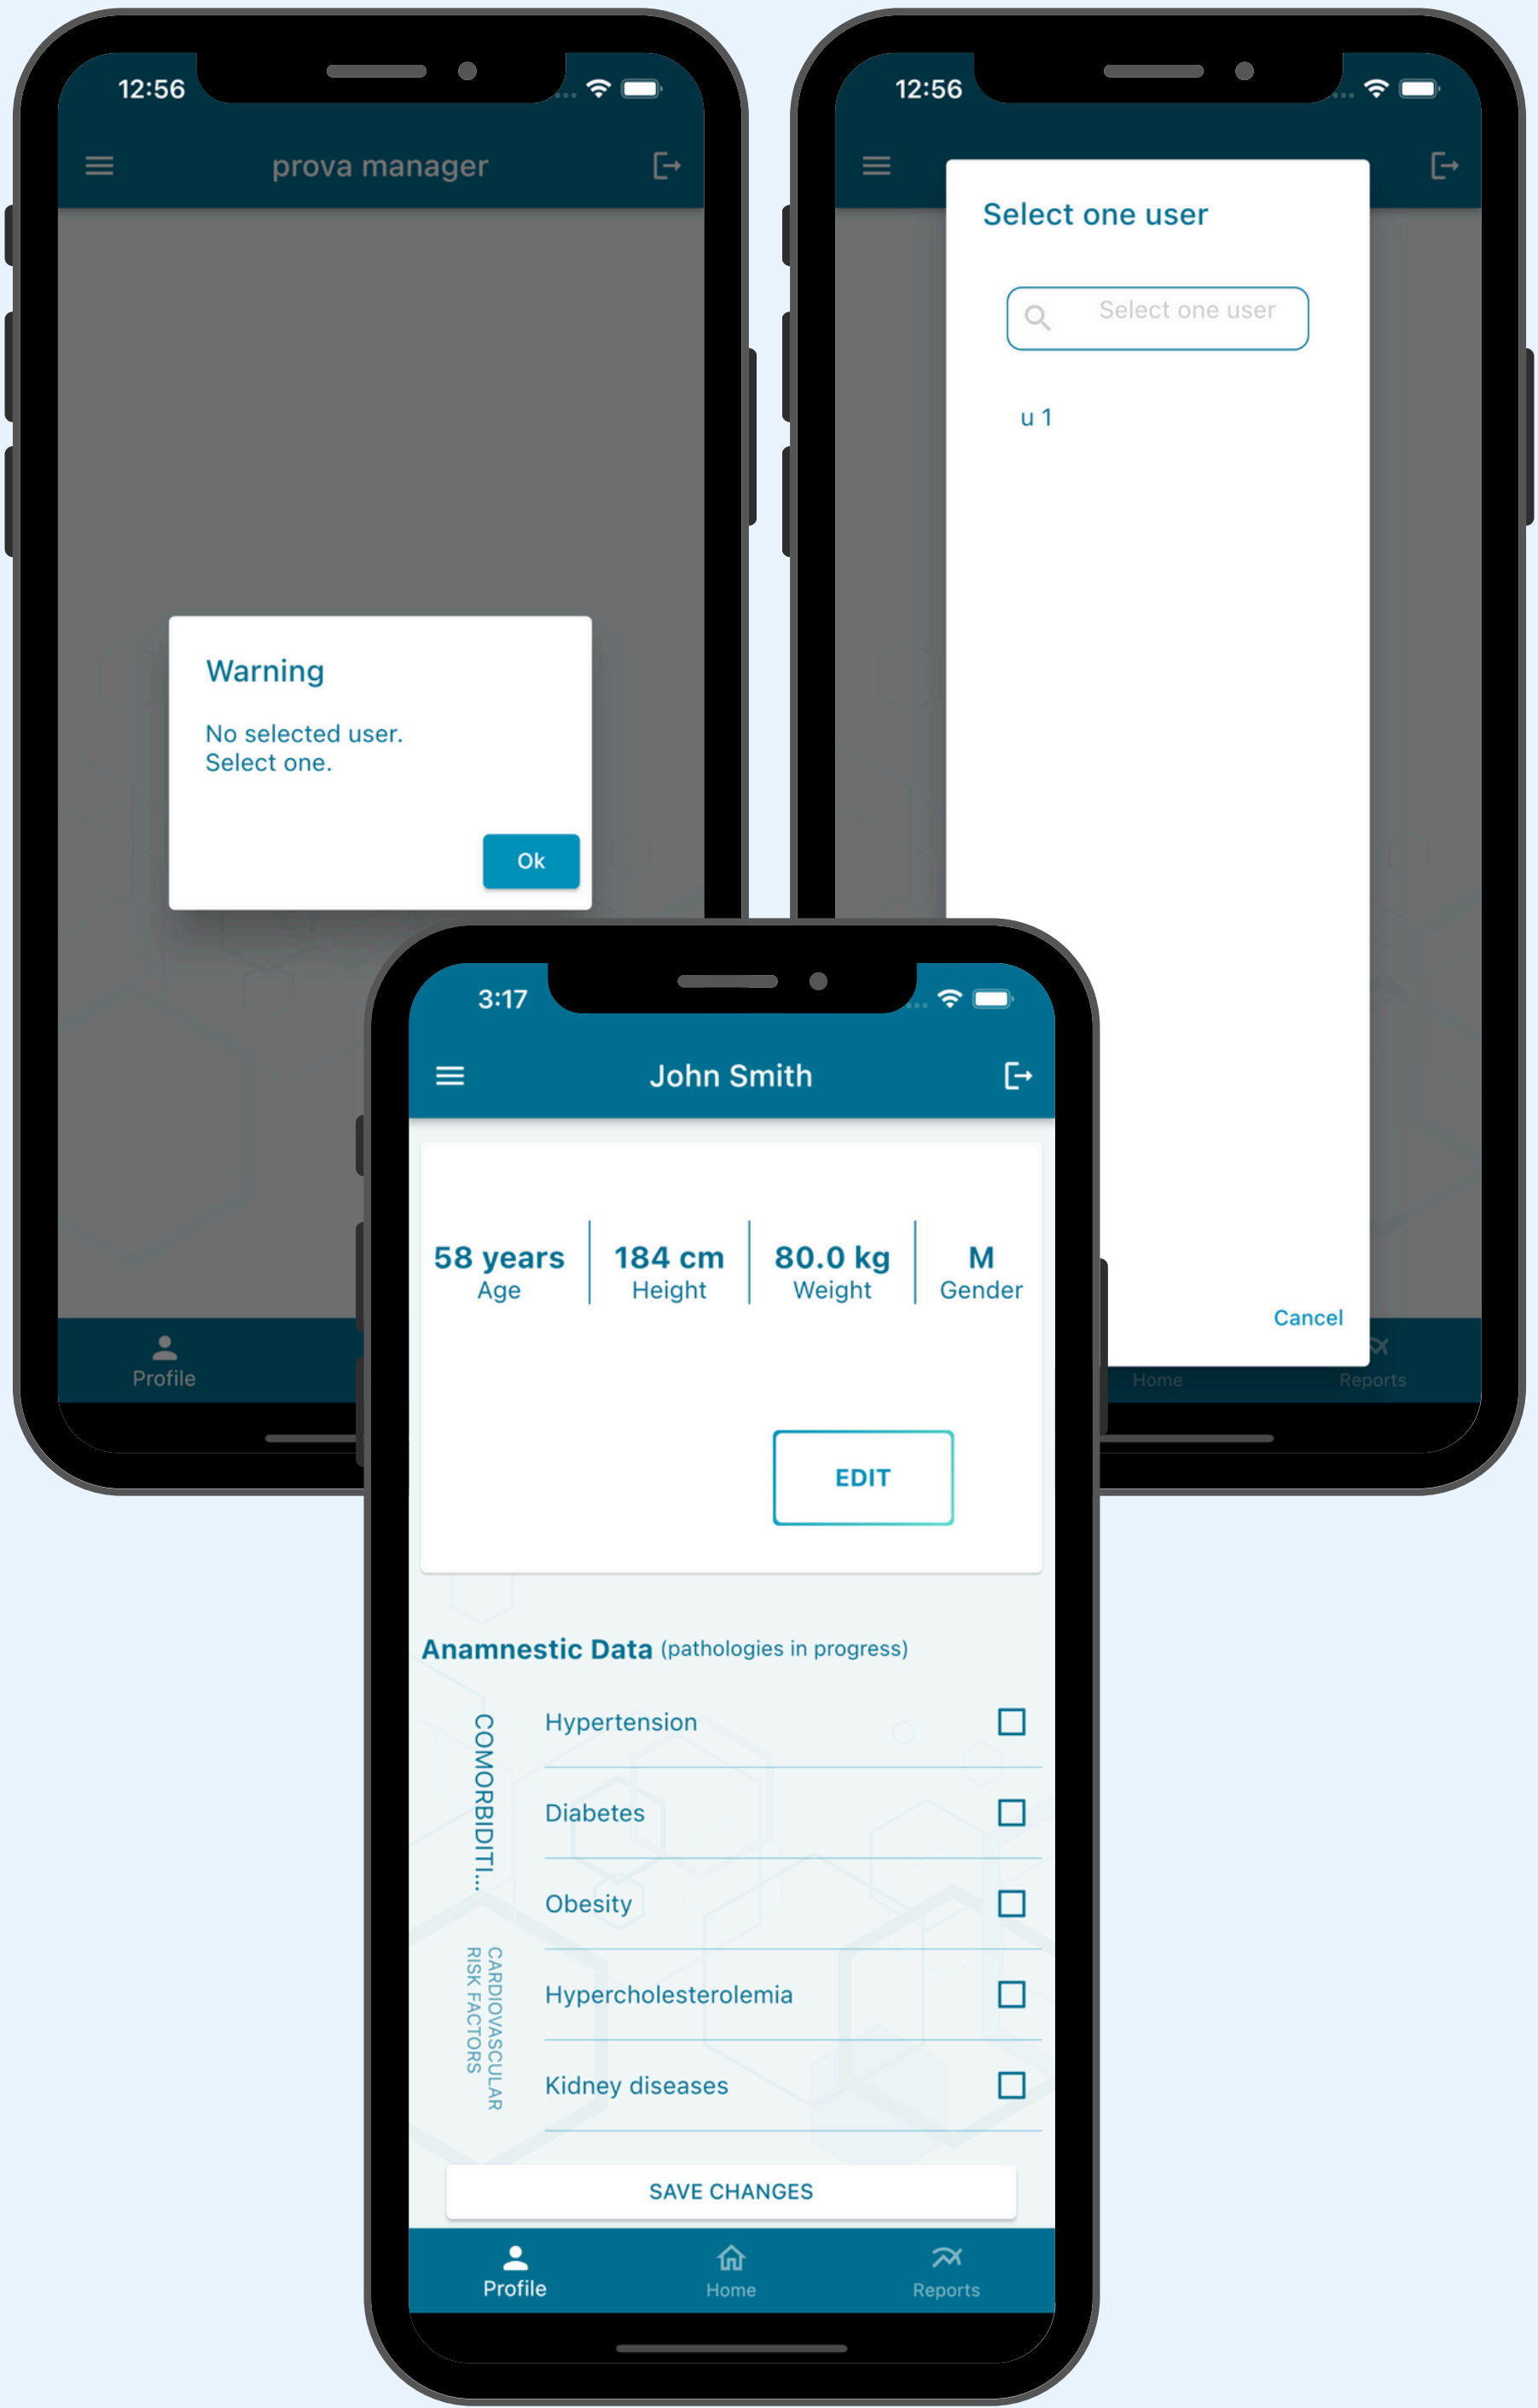 12:56
prova manager
Warning
No selected user.
Select one.
Ok
Profile
12:56
Select one user
Select one user
u 1
Cancel
Home
Reports
3:17
John Smith
58 years
Age
184 cm
Height
80.0 kg
Weight
M
Gender
EDIT
Anamnestic Data (pathologies in progress)
COMORBIDITI...
CARDIOVASCULAR
RISK FACTORS
Hypertension
Diabetes
Obesity
Hypercholesterolemia
Kidney diseases
SAVE CHANGES
Profile
Home
Reports